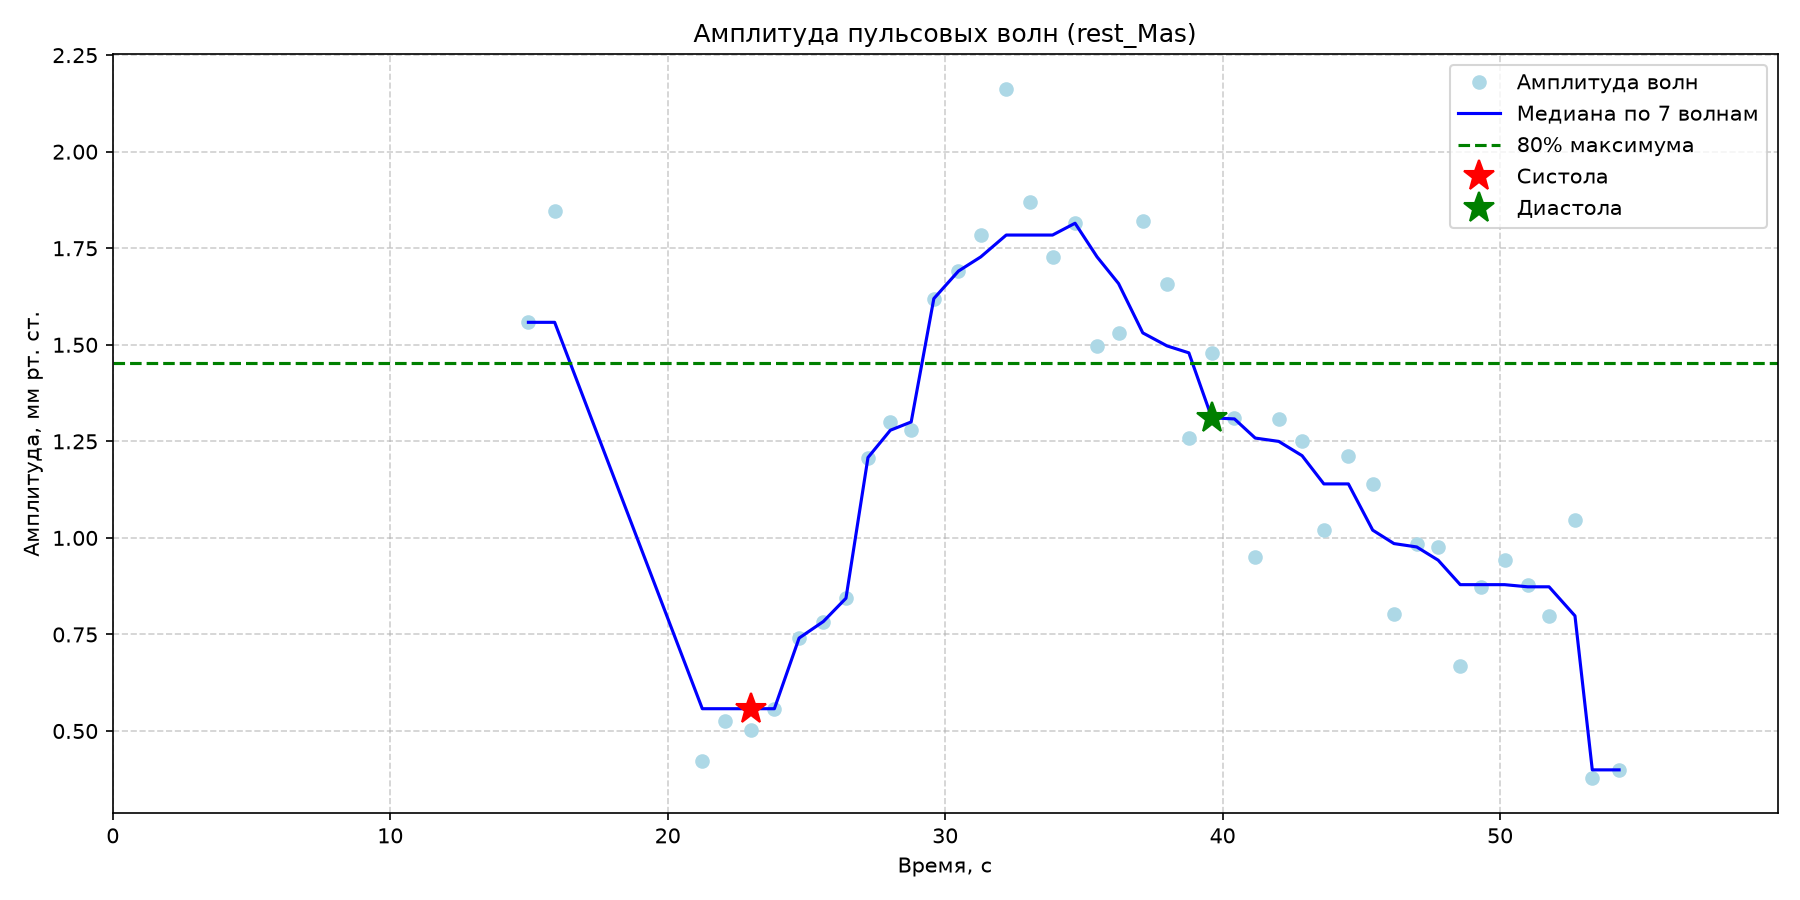 Амплитуда пульсовых волн (rest_Mas)
Амплитуда, мм рт. ст.
2.25
2.00
1.75
1.50
1.25
1.00
0.75
0.50
Амплитуда волн
Медиана по 7 волнам
80% максимума
Систола
Диастола
0 10 20 30 40 50
Время, с